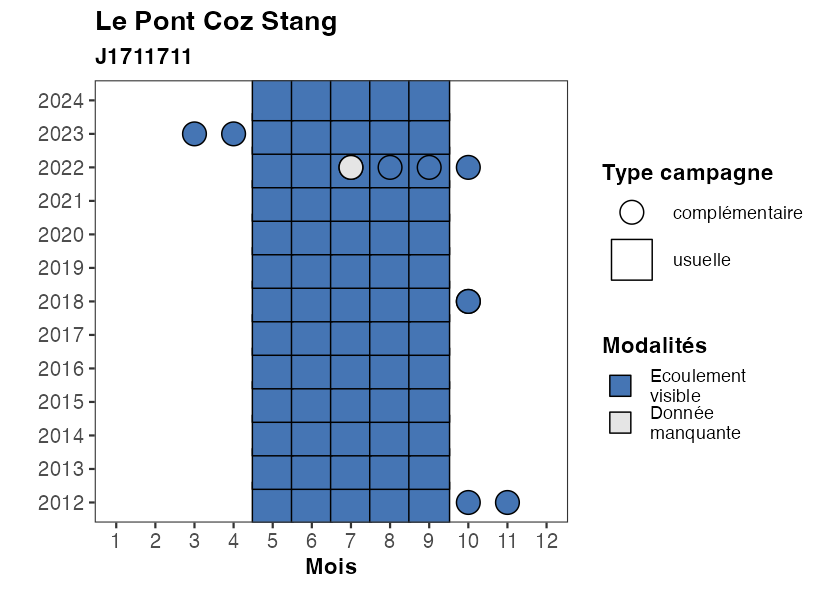 Le Pont Coz Stang
J1711711
2024
2023
2022
2021
2020
2019
2018
2017
2016
2015
2014
2013
2012
1 2 3 4 5 6 7 8 9 10 11 12
Mois
Type campagne
complémentaire
usuelle
Modalités
Ecoulement
visible
Donnée
manquante